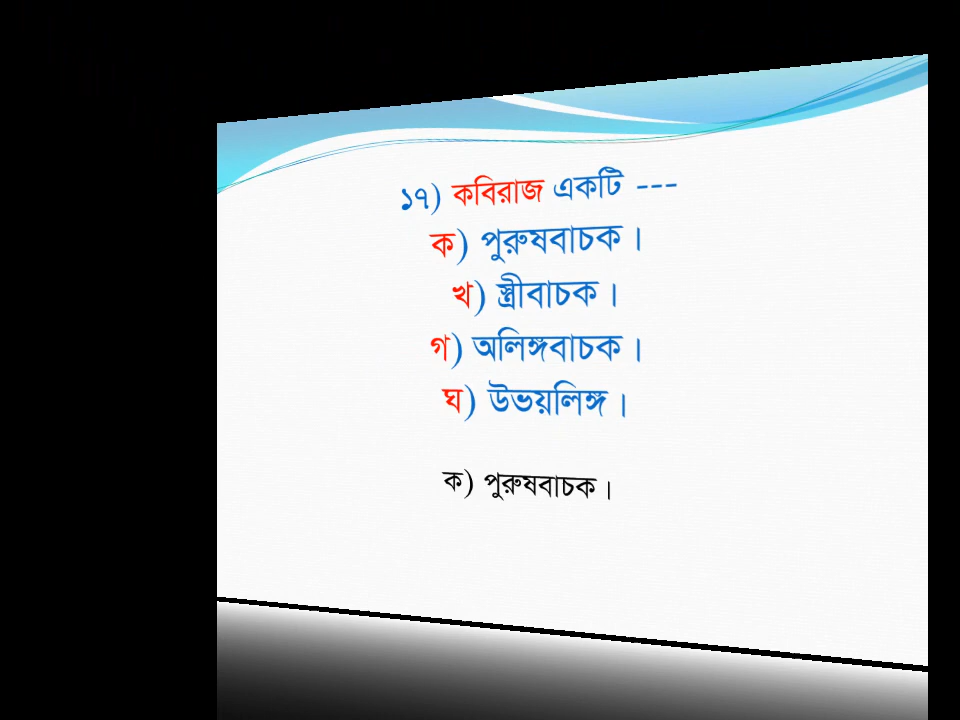 ১৭) কবিরাজ একটি ---
ক) পুরুষবাচক।
খ) স্ত্রীবাচক।
গ) অলিঙ্গবাচক।
ঘ) উভয়লিঙ্গ।
ক) পুরুষবাচক।